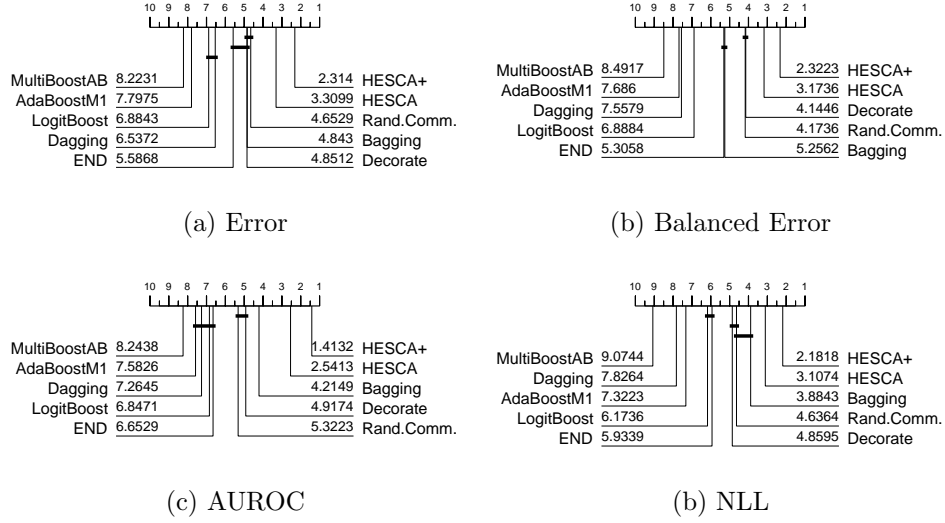 10 9 8 7 6 5 4 3 2 1
MultiBoostAB 8.2231 2.314 HESCA+
AdaBoostM1 7.7975 3.3099 HESCA
LogitBoost 6.8843 4.6529 Rand.Comm.
Dagging 6.5372 4.843 Bagging
END 5.5868 4.8512 Decorate
(a) Error
10 9 8 7 6 5 4 3 2 1
MultiBoostAB 8.4917 2.3223 HESCA+
AdaBoostM1 7.686 3.1736 HESCA
Dagging 7.5579 4.1446 Decorate
LogitBoost 6.8884 4.1736 Rand.Comm.
END 5.3058 5.2562 Bagging
(b) Balanced Error
10 9 8 7 6 5 4 3 2 1
MultiBoostAB 8.2438 1.4132 HESCA+
AdaBoostM1 7.5826 2.5413 HESCA
Dagging 7.2645 4.2149 Bagging
LogitBoost 6.8471 4.9174 Decorate
END 6.6529 5.3223 Rand.Comm.
(c) AUROC
10 9 8 7 6 5 4 3 2 1
MultiBoostAB 9.0744 2.1818 HESCA+
Dagging 7.8264 3.1074 HESCA
AdaBoostM1 7.3223 3.8843 Bagging
LogitBoost 6.1736 4.6364 Rand.Comm.
END 5.9339 4.8595 Decorate
(b) NLL